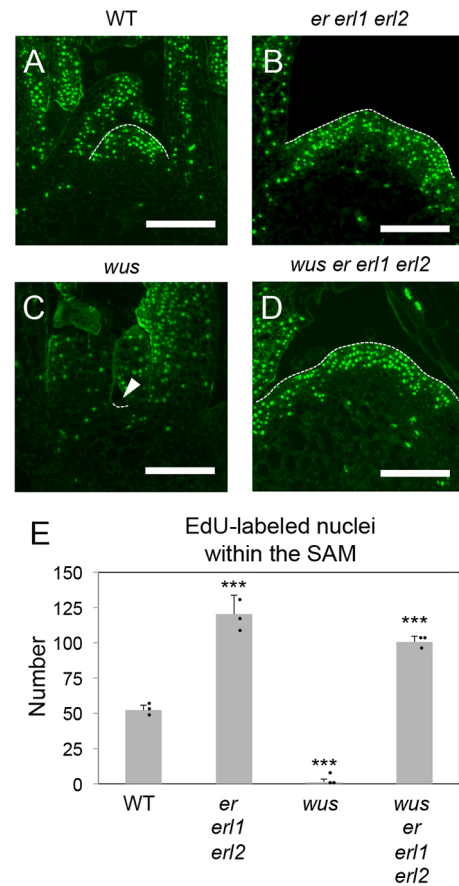 WT
er erl1 erl2
A
B
wus
wus er erl1 erl2
C
D
E
EdU-labeled nuclei
within the SAM
Number
150
125
100
75
50
25
0
***
***
***
WT
er
erl1
erl2
wus
wus
er
erl1
erl2